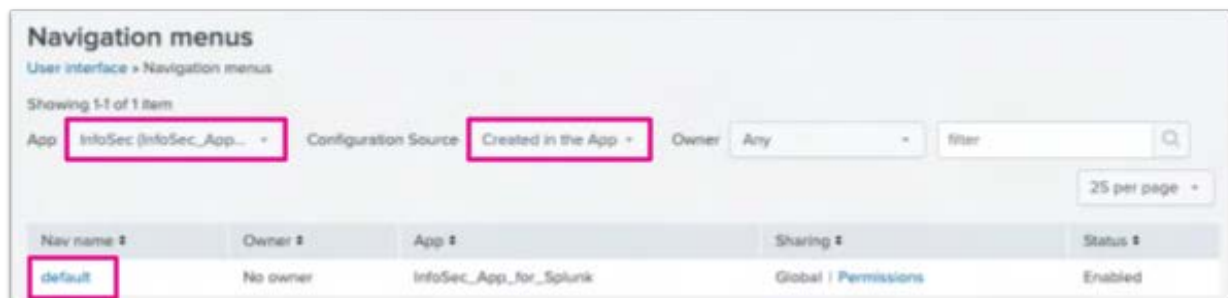 Navigation menus
User interface » Navigation menus
Showing 1-1 of 1 item
App InfoSec (InfoSec_App... Configuration Source Created in the App Owner Any filter
25 per page
Nav name Owner App Sharing Status
default No owner InfoSec_App_for_Splunk Global | Permissions Enabled